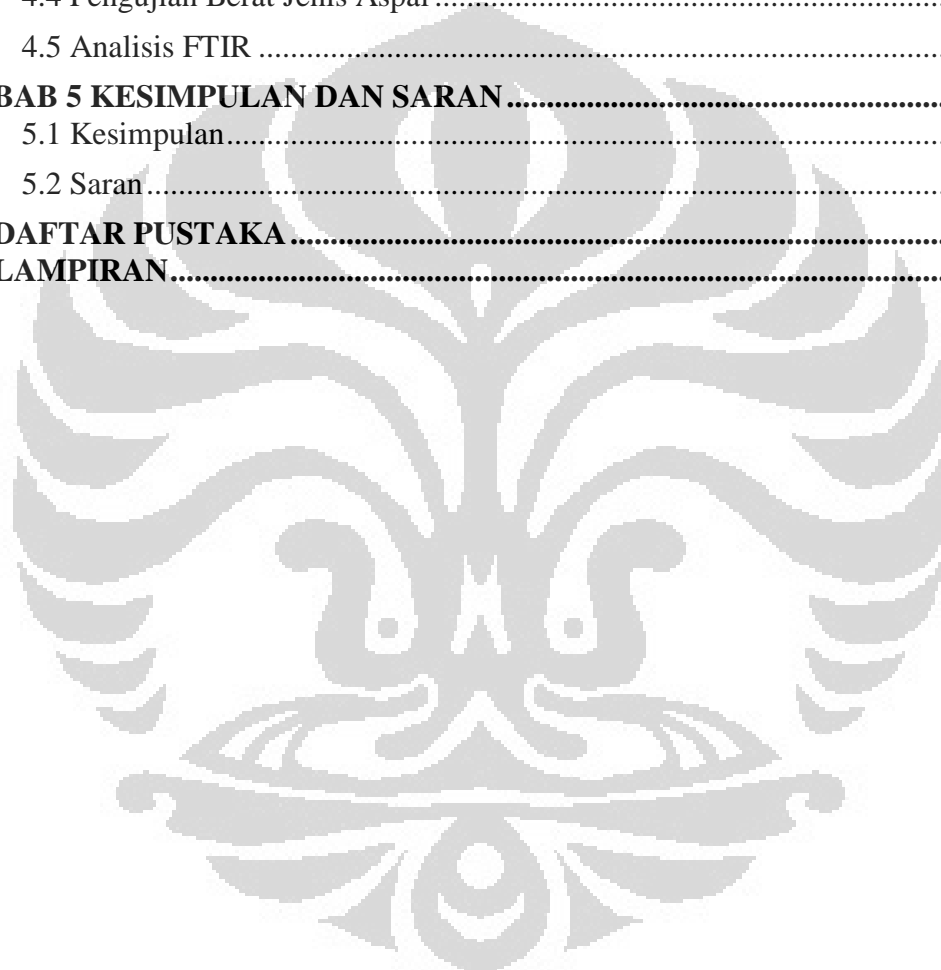 4.4 Pengujian Berat Jenis Aspal ..........................................................................
4.5 Analisis FTIR ..........................................................................
BAB 5 KESIMPULAN DAN SARAN ..........................................................................
5.1 Kesimpulan ..........................................................................
5.2 Saran ..........................................................................
DAFTAR PUSTAKA ..........................................................................
LAMPIRAN ..........................................................................